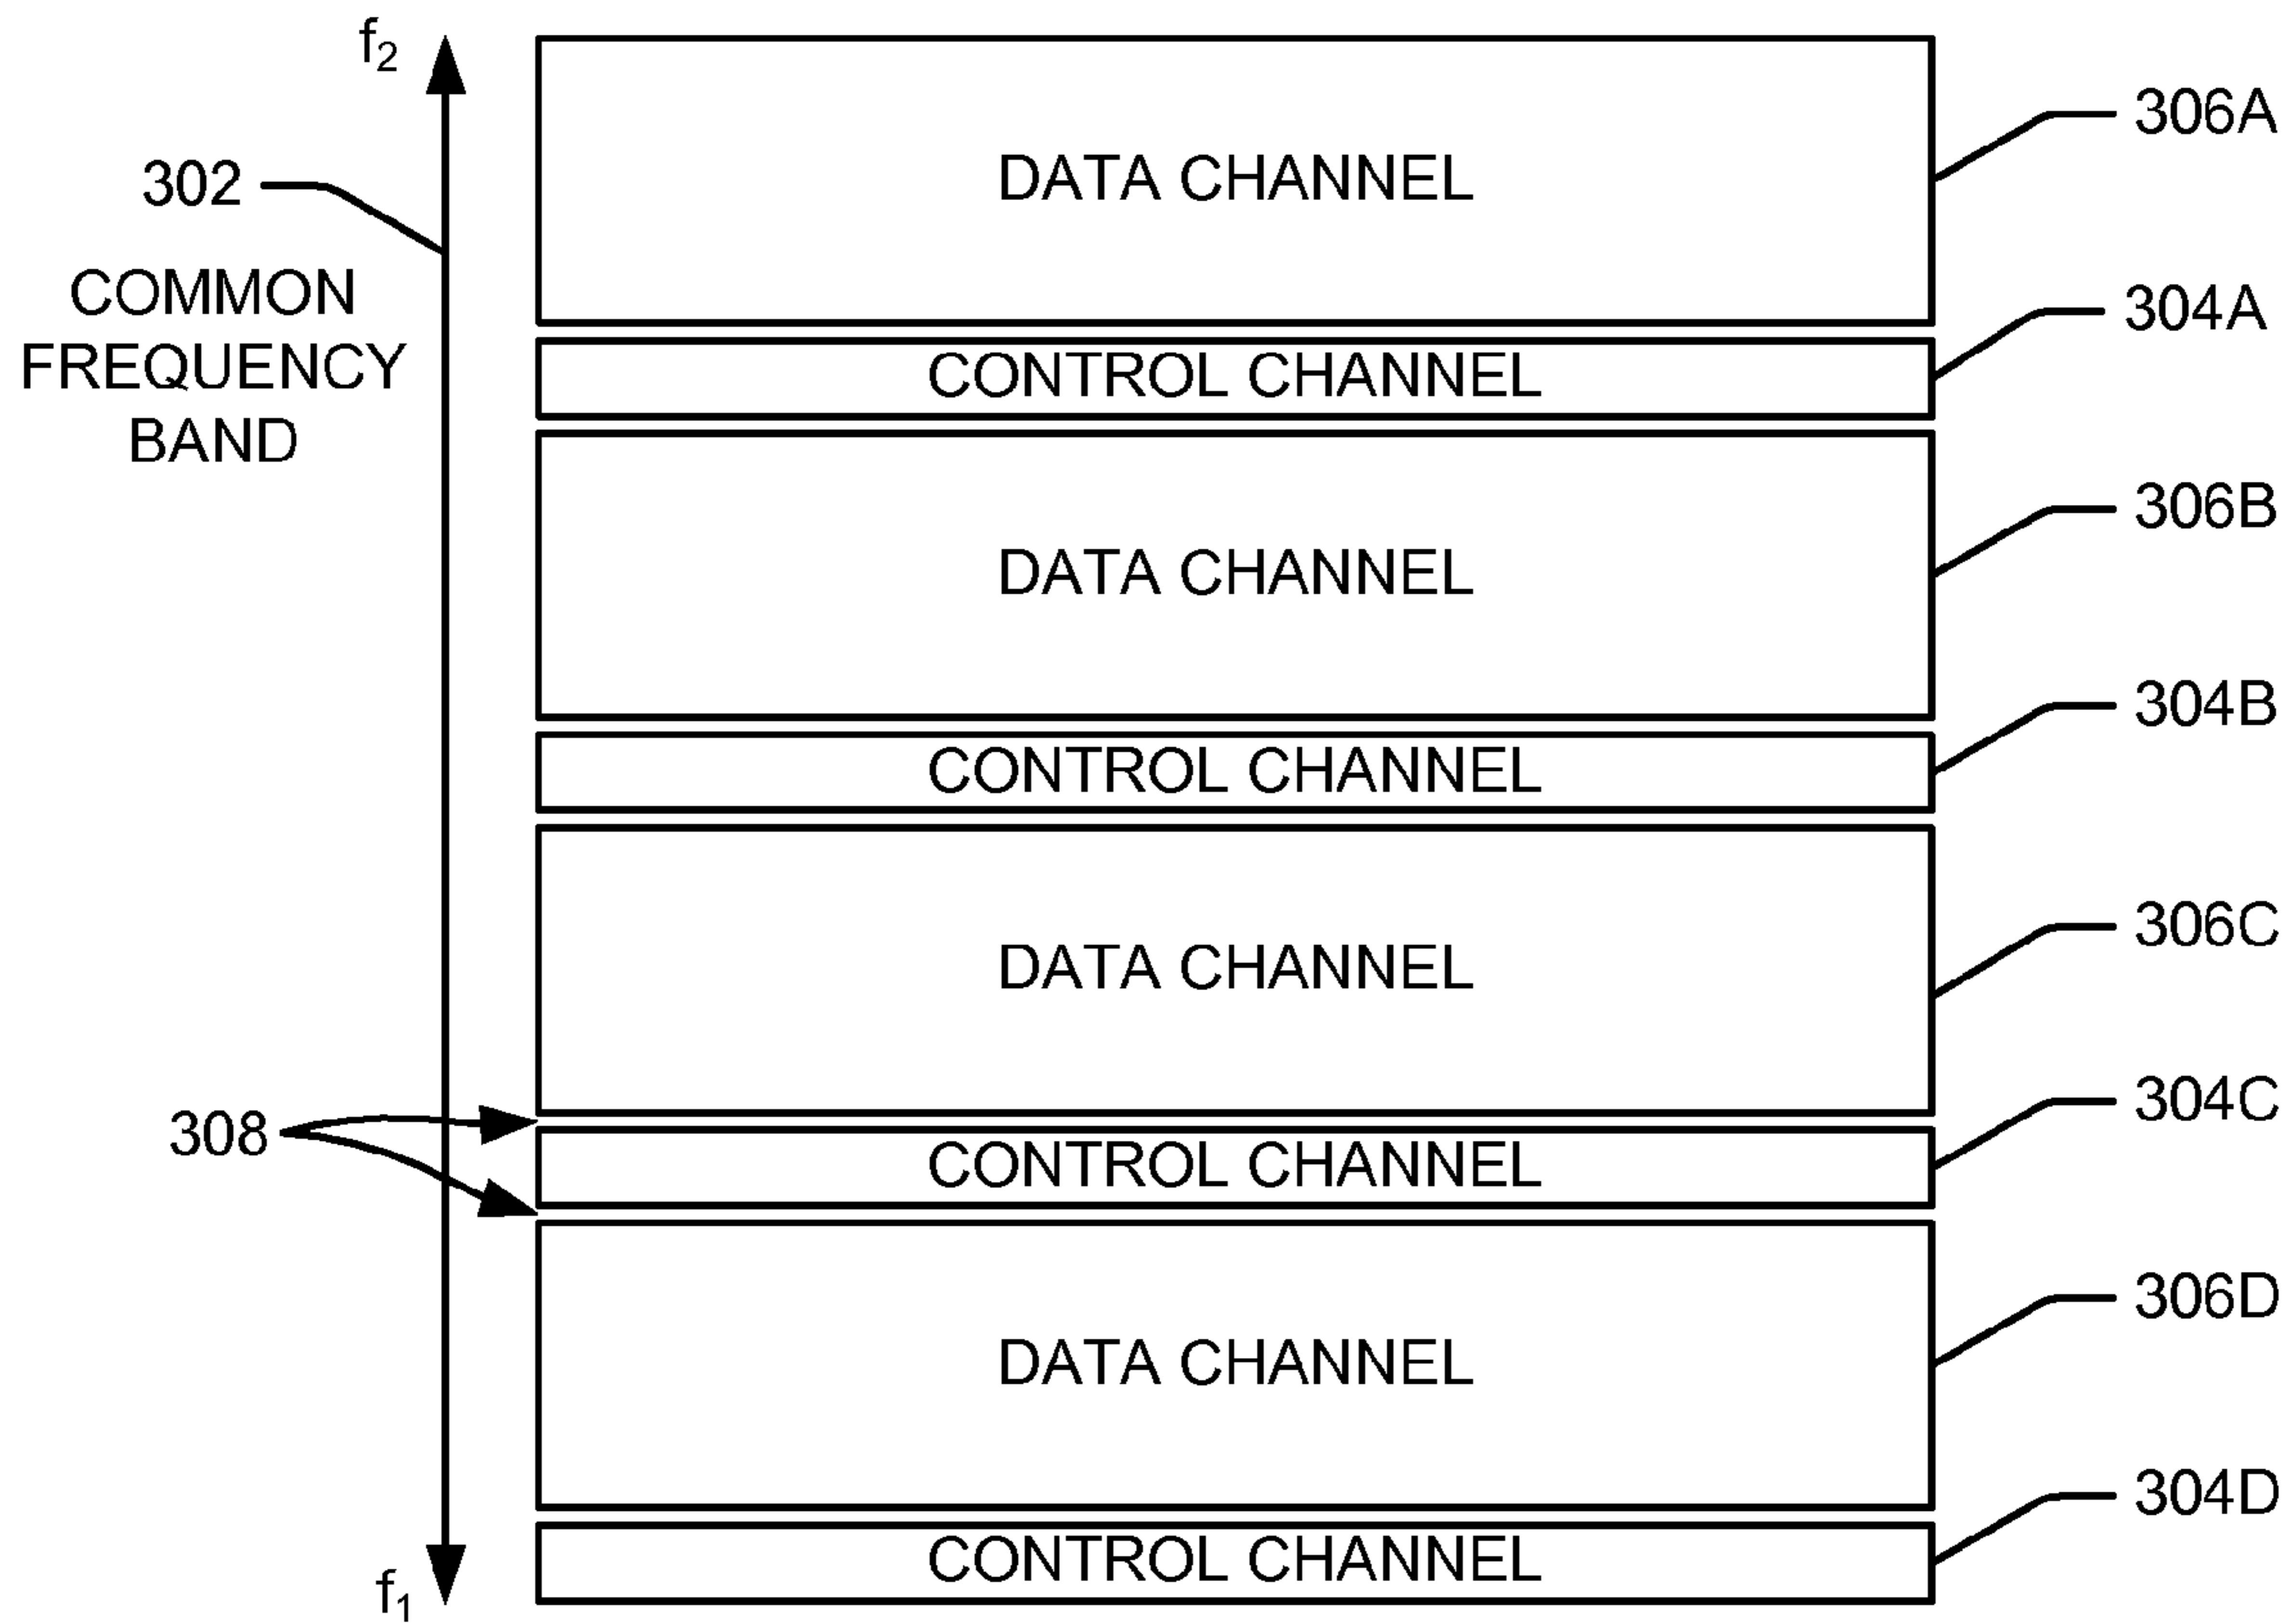 f2
306A
DATA CHANNEL
302
COMMON
FREQUENCY
BAND
304A
CONTROL CHANNEL
306B
DATA CHANNEL
304B
CONTROL CHANNEL
306C
DATA CHANNEL
304C
308
CONTROL CHANNEL
306D
DATA CHANNEL
304D
CONTROL CHANNEL
f1